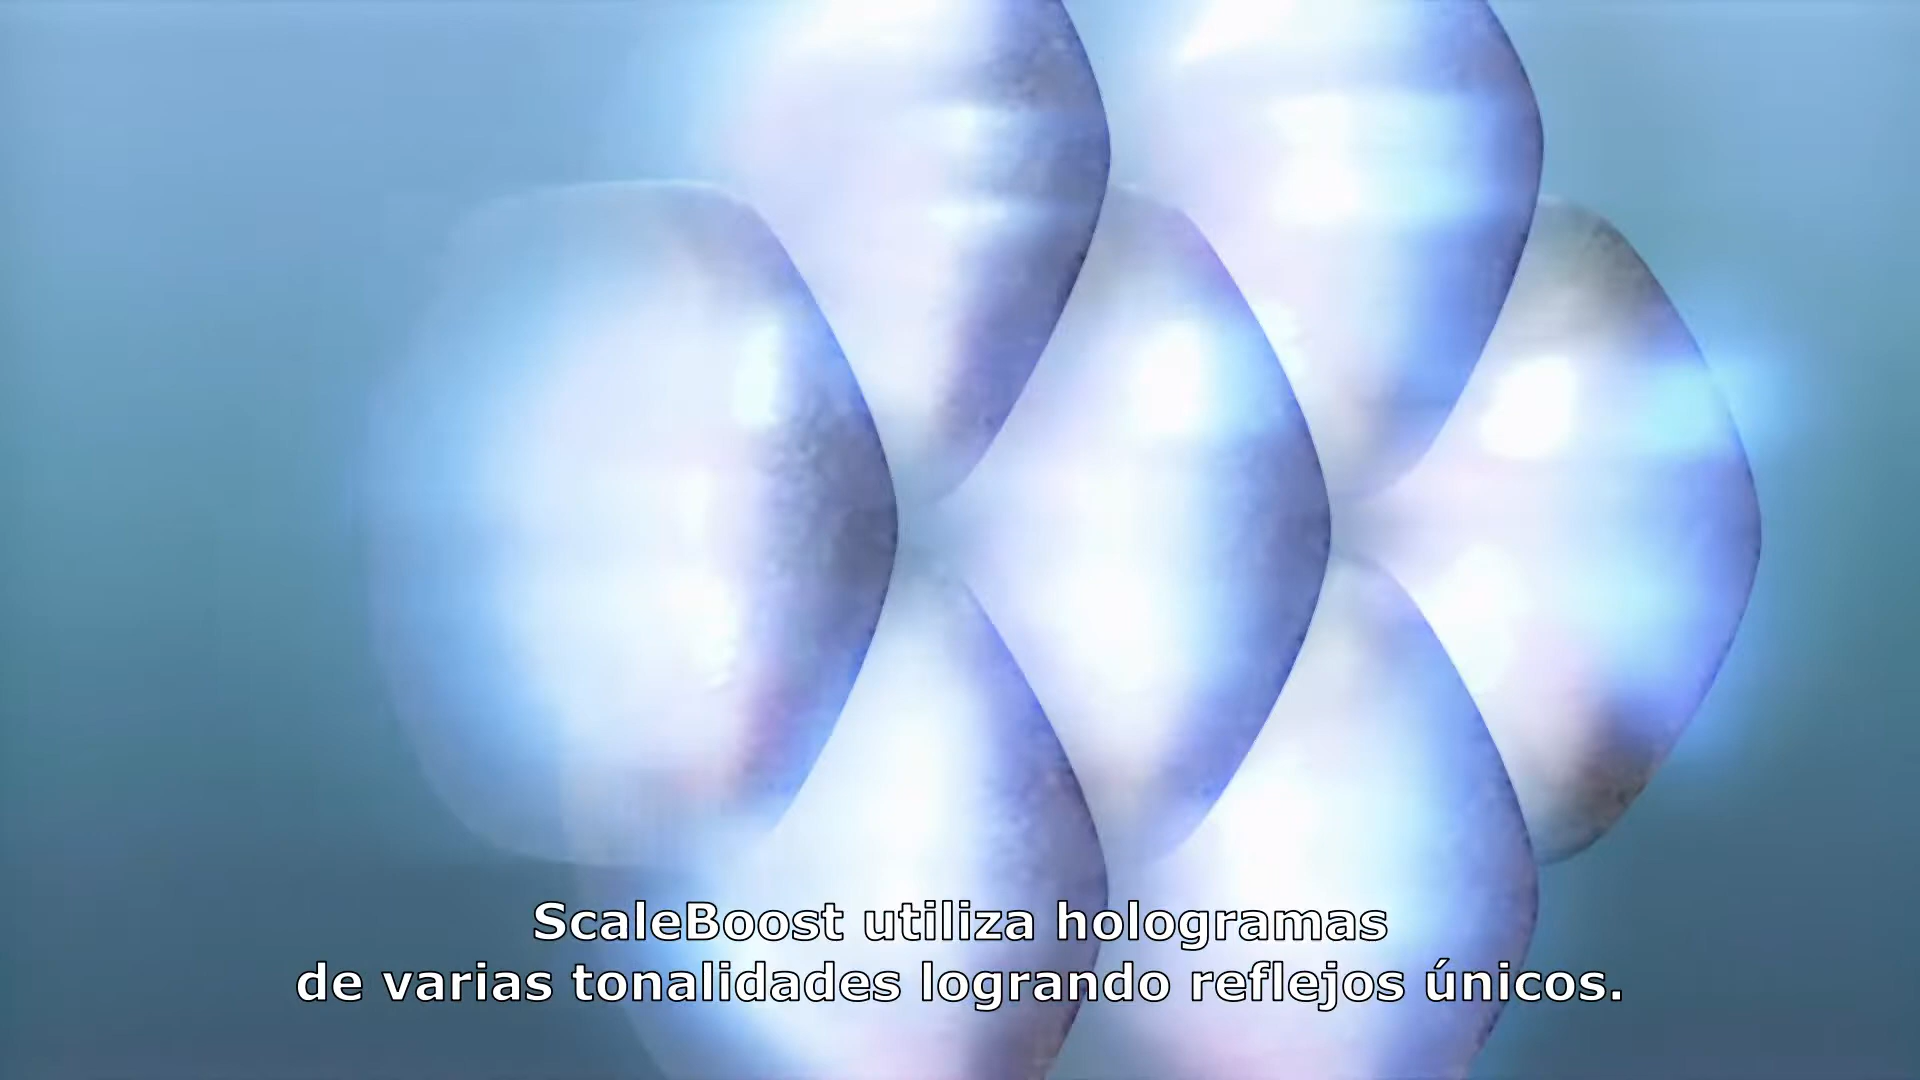 ScaleBoost utiliza hologramas
de varias tonalidades logrando reflejos únicos.